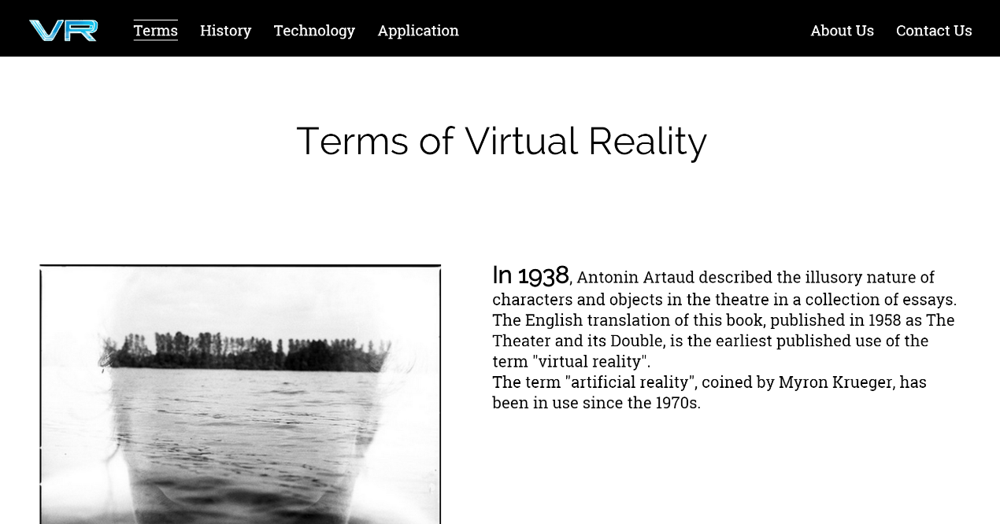 VR
Terms
History
Technology
Application
About Us
Contact Us
Terms of Virtual Reality
In 1938, Antonin Artaud described the illusory nature of
characters and objects in the theatre in a collection of essays.
The English translation of this book, published in 1958 as The
Theater and its Double, is the earliest published use of the
term "virtual reality".
The term "artificial reality", coined by Myron Krueger, has
been in use since the 1970s.